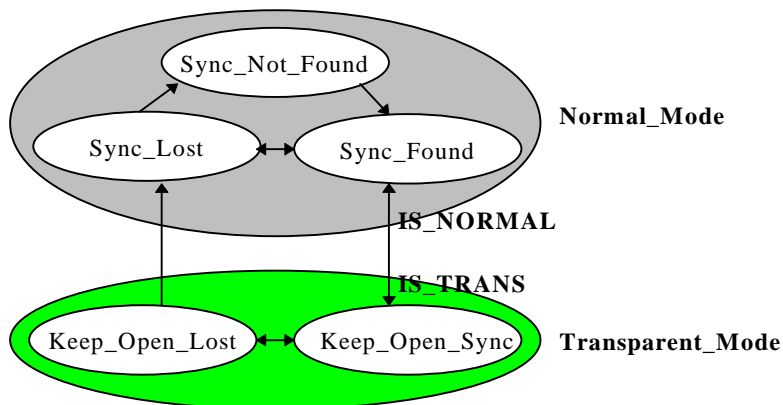 Sync_Not_Found
Normal_Mode
Sync_Lost
Sync_Found
IS_NORMAL
IS_TRANS
Keep_Open_Lost
Keep_Open_Sync
Transparent_Mode